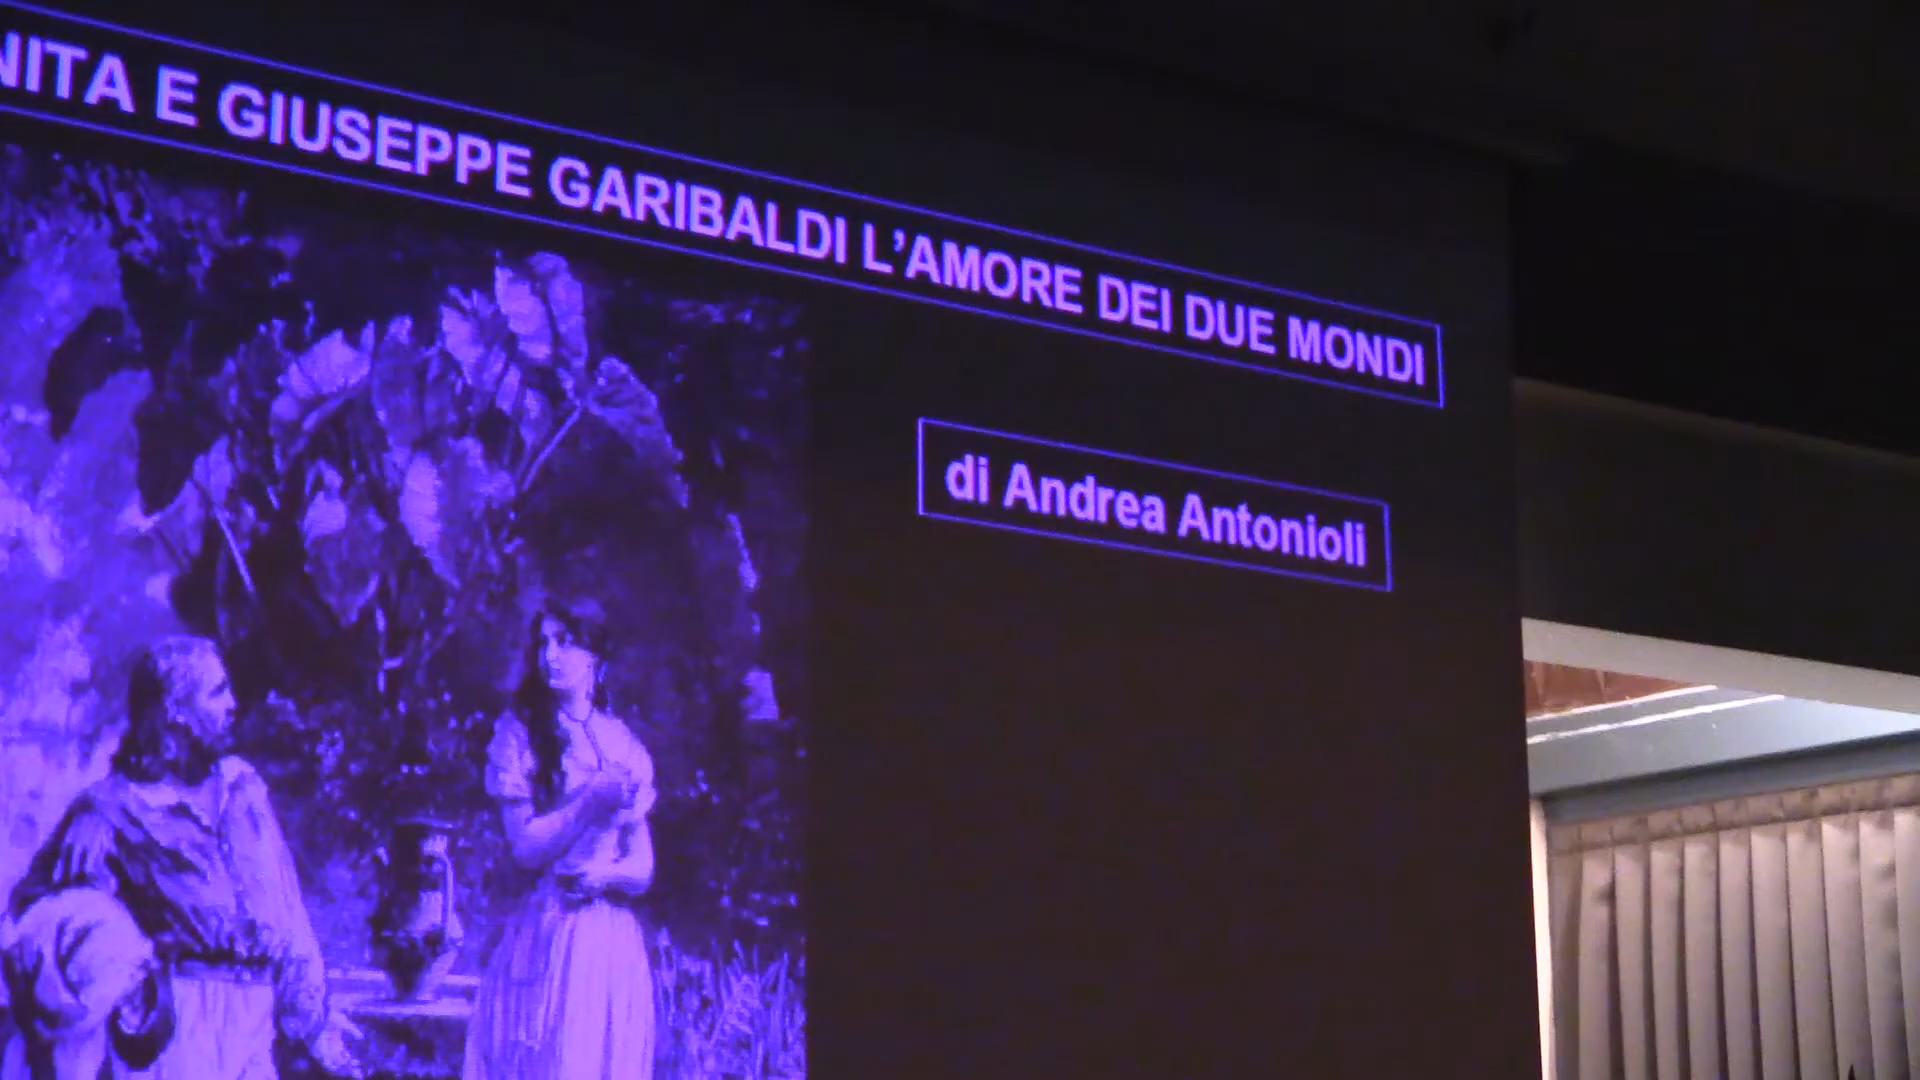 NITA E GIUSEPPE GARIBALDI L’AMORE DEI DUE MONDI
di Andrea Antonioli